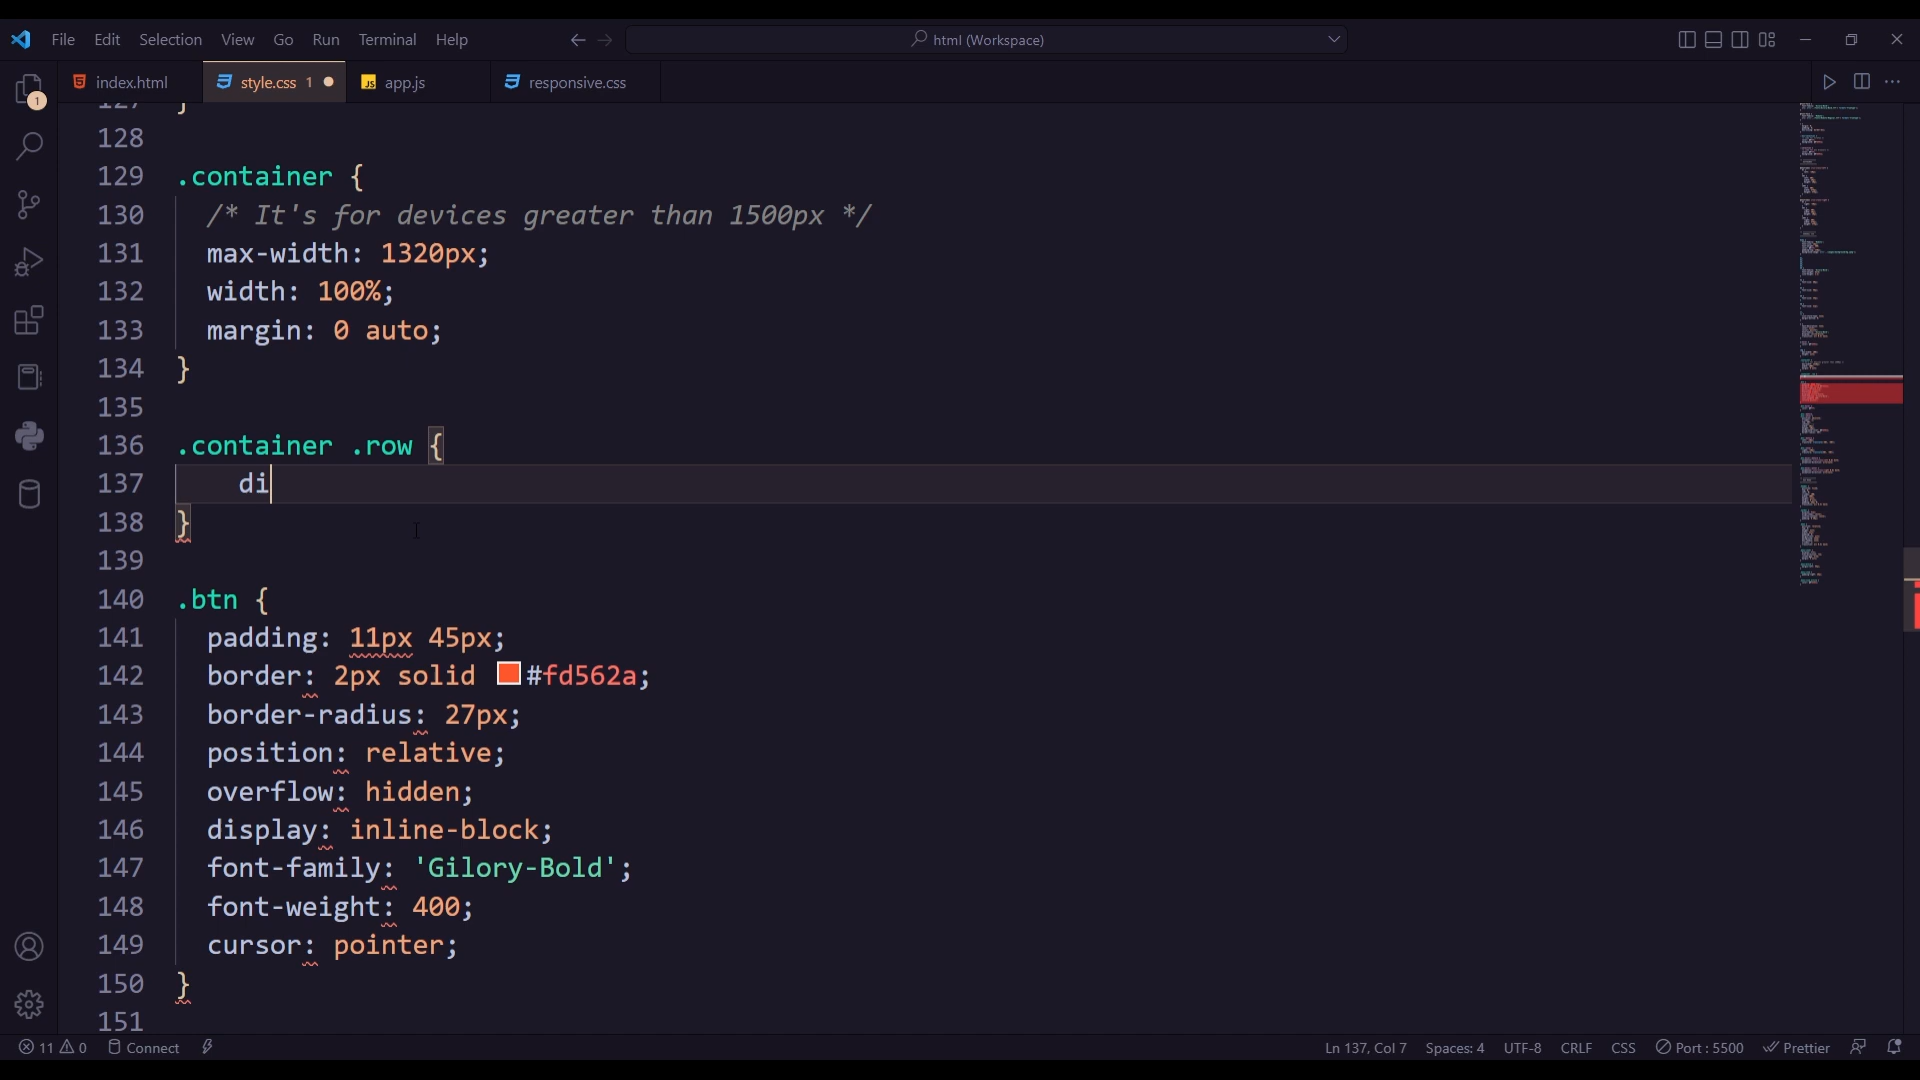 File Edit Selection View Go Run Terminal Help html (Workspace)
index.html style.css 1 app.js responsive.css
127 }
128
129 .container {
130 /* It's for devices greater than 1500px */
131 max-width: 1320px;
132 width: 100%;
133 margin: 0 auto;
134 }
135
136 .container .row {
137 di
138 }
139
140 .btn {
141 padding: 11px 45px;
142 border: 2px solid #fd562a;
143 border-radius: 27px;
144 position: relative;
145 overflow: hidden;
146 display: inline-block;
147 font-family: 'Gilory-Bold';
148 font-weight: 400;
149 cursor: pointer;
150 }
151
11 0 Connect Ln 137, Col 7 Spaces: 4 UTF-8 CRLF CSS Port : 5500 Prettier